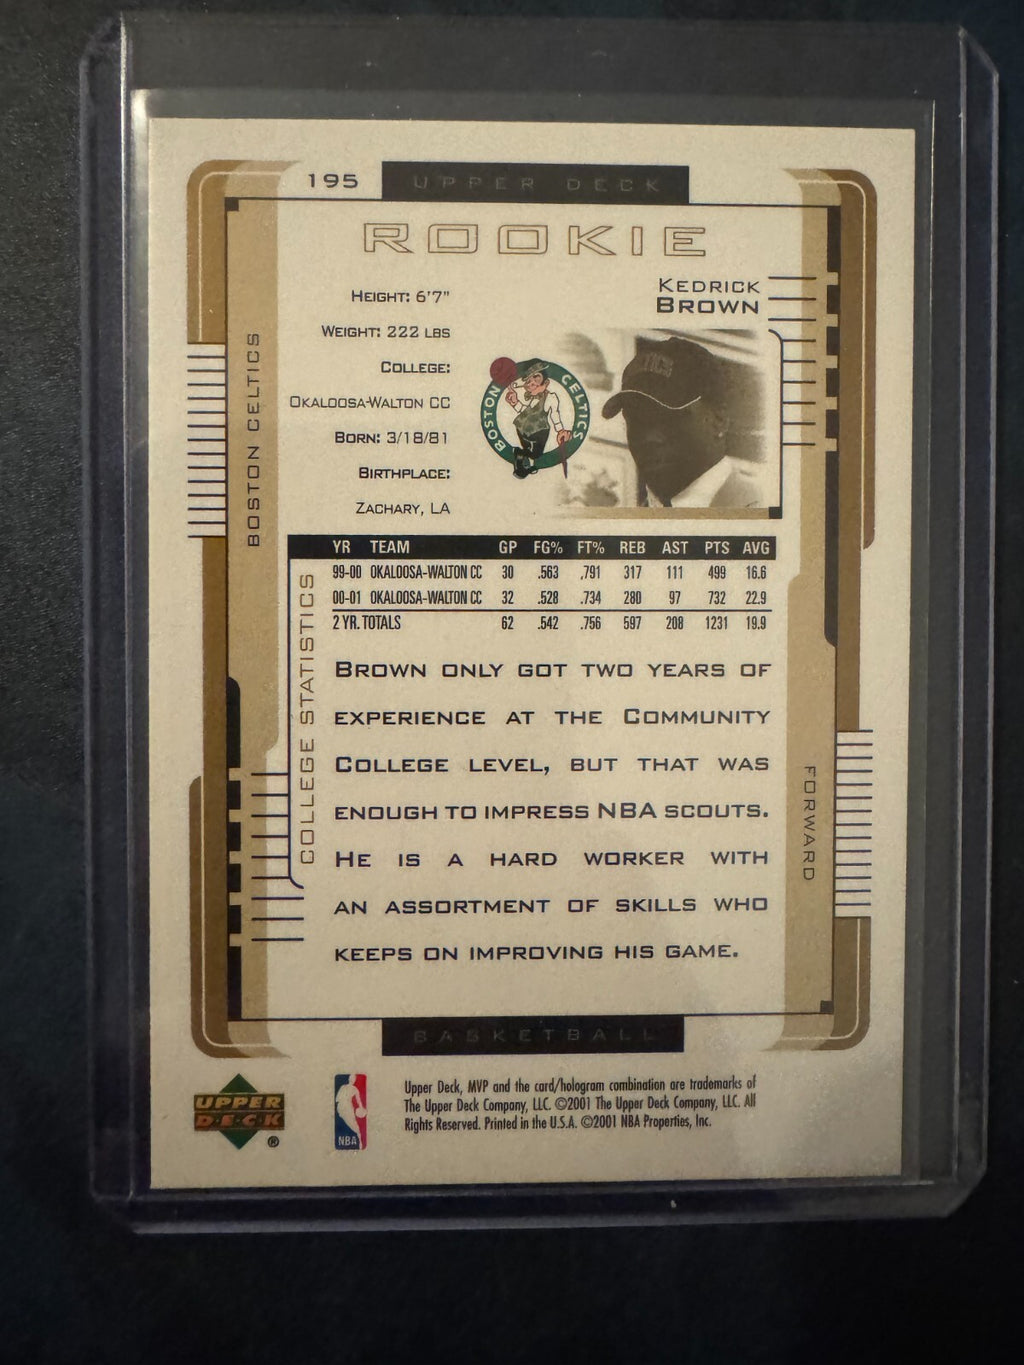 195
UPPER DECK
ROOKIE
KEDRICK
BROWN
HEIGHT: 6'7"
WEIGHT: 222 LBS
COLLEGE:
OKALOOSA-WALTON CC
BORN: 3/18/81
BIRTHPLACE:
ZACHARY, LA
BOSTON CELTICS
BOSTON CELTICS
COLLEGE STATISTICS
YR TEAM GP FG% FT% REB AST PTS AVG
99-00 OKALOOSA-WALTON CC 30 .563 .791 317 111 499 16.6
00-01 OKALOOSA-WALTON CC 32 .528 .734 280 97 732 22.9
2 YR. TOTALS 62 .542 .756 597 208 1231 19.9
BROWN ONLY GOT TWO YEARS OF
EXPERIENCE AT THE COMMUNITY
COLLEGE LEVEL, BUT THAT WAS
ENOUGH TO IMPRESS NBA SCOUTS.
HE IS A HARD WORKER WITH
AN ASSORTMENT OF SKILLS WHO
KEEPS ON IMPROVING HIS GAME.
FORWARD
BASKETBALL
UPPER
DECK
®
NBA
Upper Deck, MVP and the card/hologram combination are trademarks of
The Upper Deck Company, LLC. ©2001 The Upper Deck Company, LLC. All
Rights Reserved. Printed in the U.S.A. ©2001 NBA Properties, Inc.